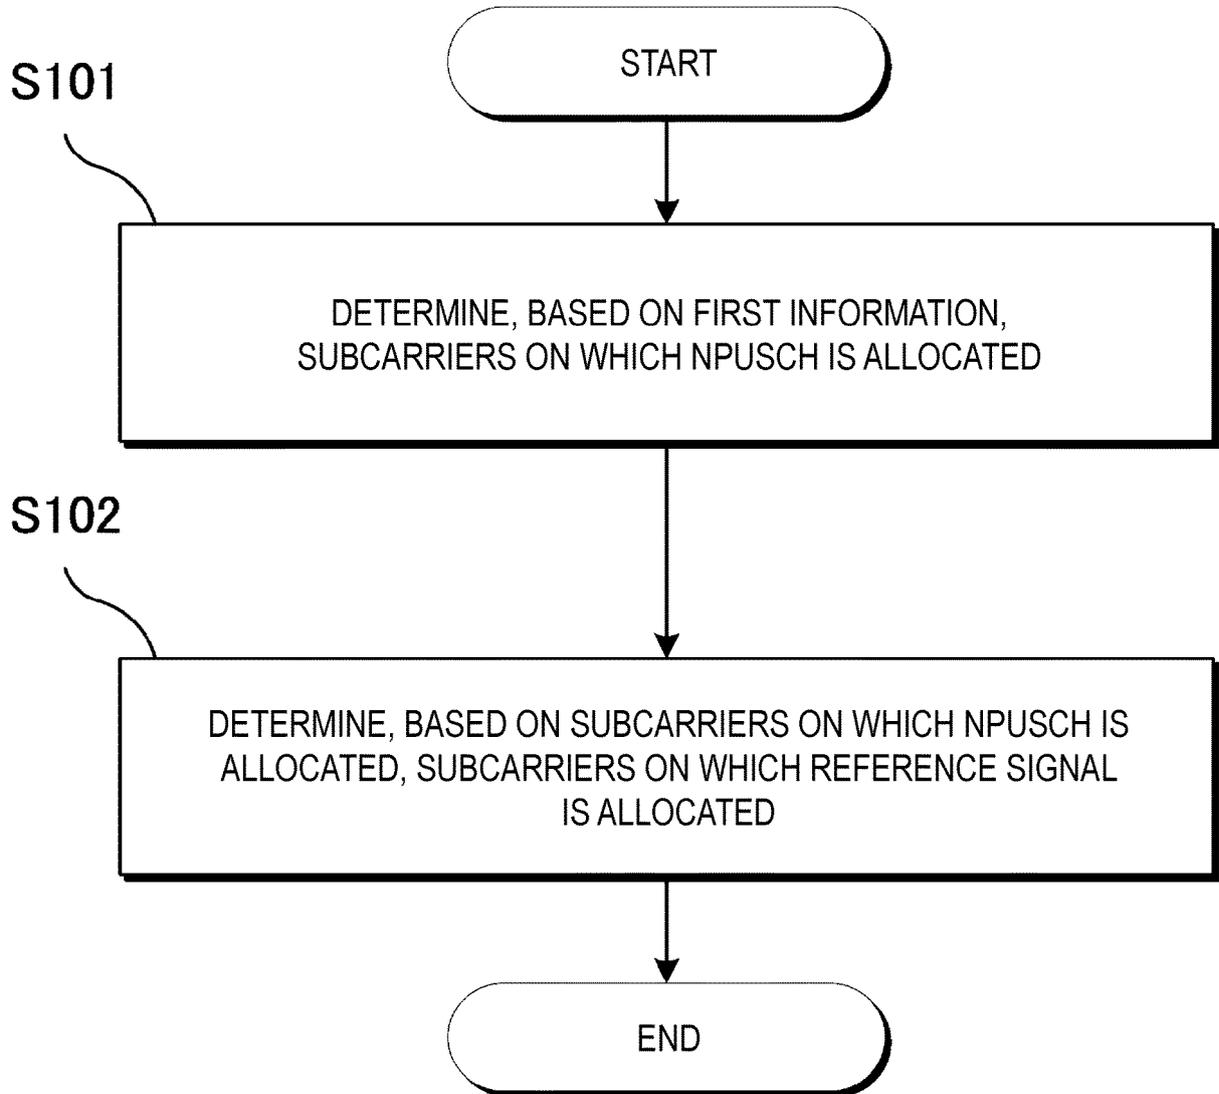 START
S101
DETERMINE, BASED ON FIRST INFORMATION,
SUBCARRIERS ON WHICH NPUSCH IS ALLOCATED
S102
DETERMINE, BASED ON SUBCARRIERS ON WHICH NPUSCH IS
ALLOCATED, SUBCARRIERS ON WHICH REFERENCE SIGNAL
IS ALLOCATED
END